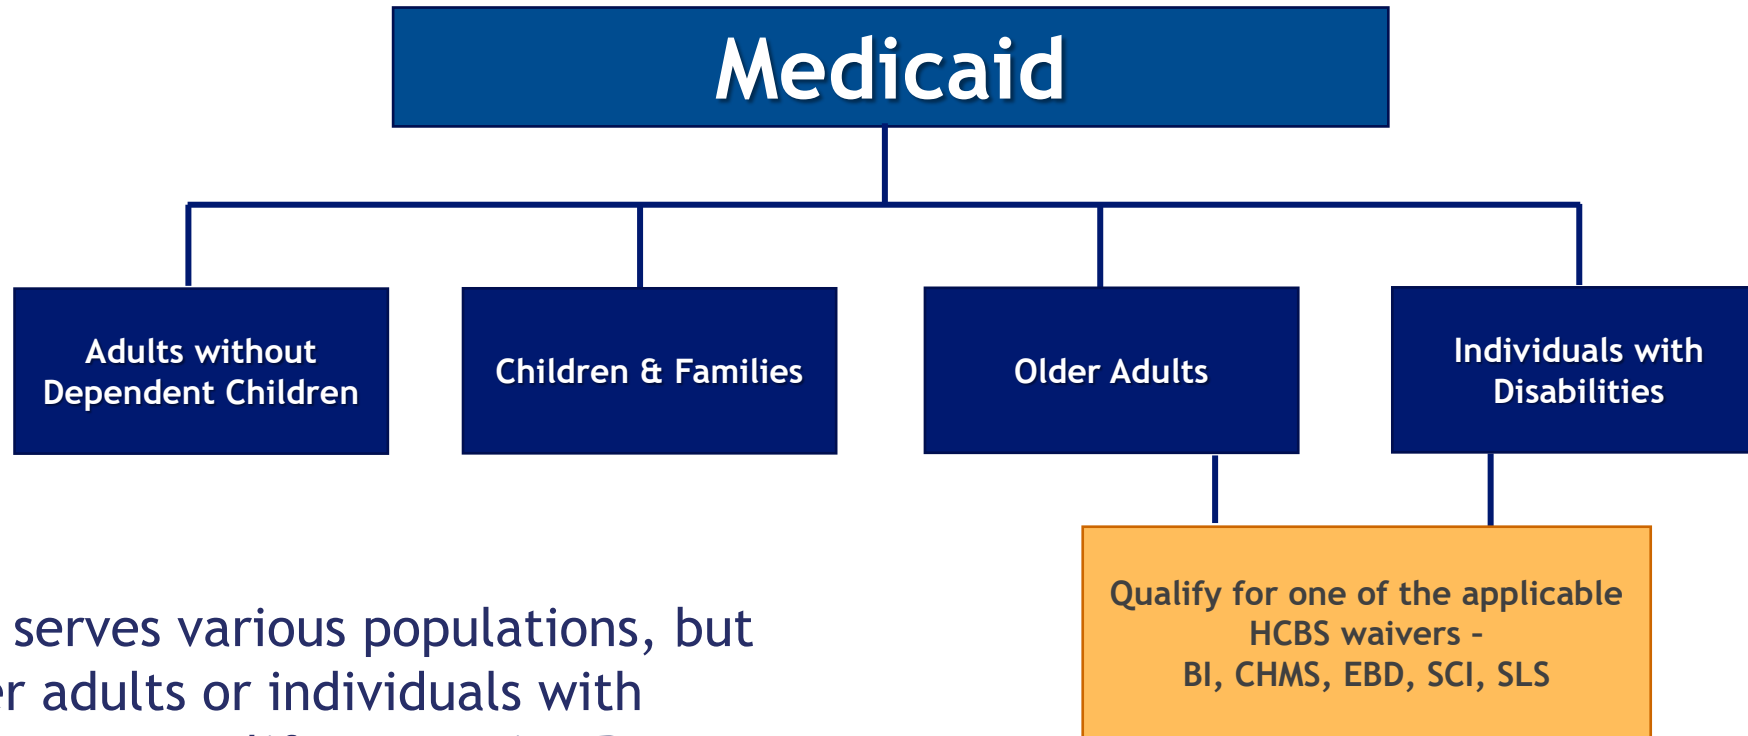 Medicaid
Adults without
Dependent Children
Children & Families
Older Adults
Individuals with
Disabilities
Qualify for one of the applicable
HCBS waivers –
BI, CHMS, EBD, SCI, SLS
serves various populations, but
adults or individuals with